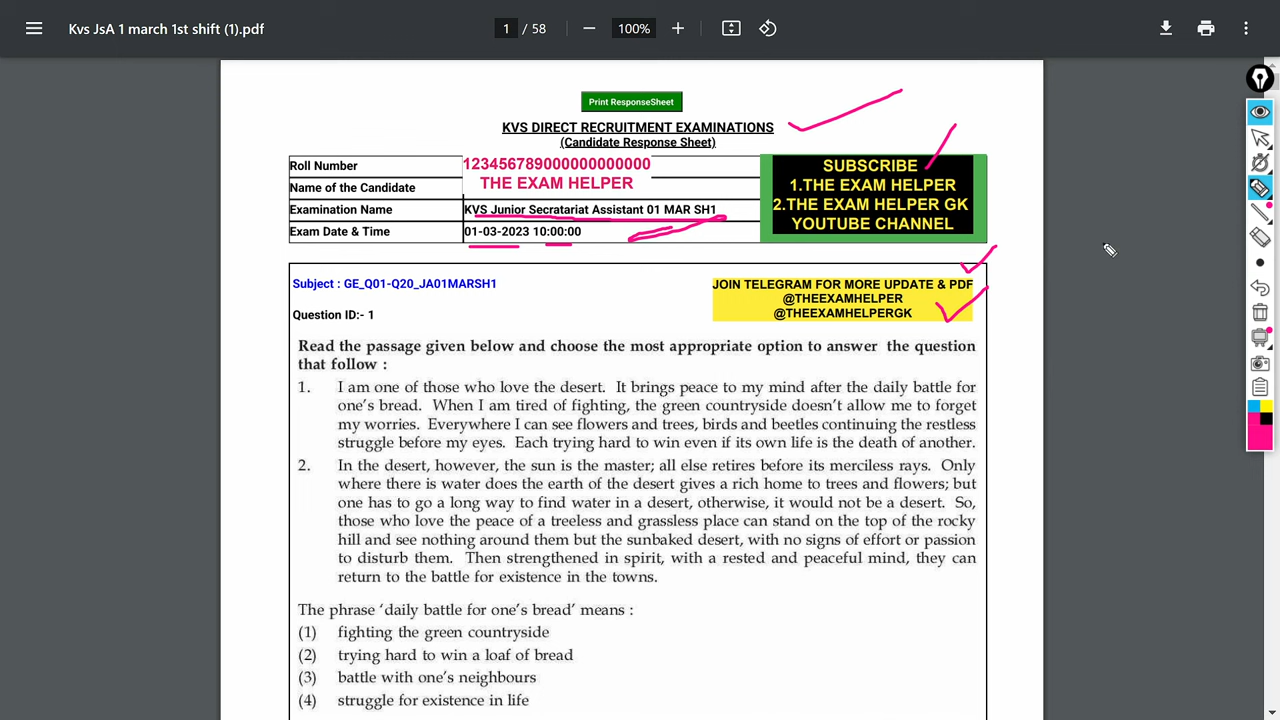 Kvs JsA 1 march 1st shift (1).pdf
1 / 58
100%
Print ResponseSheet
KVS DIRECT RECRUITMENT EXAMINATIONS
(Candidate Response Sheet)
Roll Number 123456789000000000000
Name of the Candidate THE EXAM HELPER
Examination Name KVS Junior Secratariat Assistant 01 MAR SH1
Exam Date & Time 01-03-2023 10:00:00
SUBSCRIBE
1.THE EXAM HELPER
2.THE EXAM HELPER GK
YOUTUBE CHANNEL
Subject : GE_Q01-Q20_JA01MARSH1
JOIN TELEGRAM FOR MORE UPDATE & PDF
@THEEXAMHELPER
@THEEXAMHELPERGK
Question ID:- 1
Read the passage given below and choose the most appropriate option to answer the question
that follow :
1. I am one of those who love the desert. It brings peace to my mind after the daily battle for
one's bread. When I am tired of fighting, the green countryside doesn't allow me to forget
my worries. Everywhere I can see flowers and trees, birds and beetles continuing the restless
struggle before my eyes. Each trying hard to win even if its own life is the death of another.
2. In the desert, however, the sun is the master; all else retires before its merciless rays. Only
where there is water does the earth of the desert gives a rich home to trees and flowers; but
one has to go a long way to find water in a desert, otherwise, it would not be a desert. So,
those who love the peace of a treeless and grassless place can stand on the top of the rocky
hill and see nothing around them but the sunbaked desert, with no signs of effort or passion
to disturb them. Then strengthened in spirit, with a rested and peaceful mind, they can
return to the battle for existence in the towns.
The phrase 'daily battle for one's bread' means :
(1) fighting the green countryside
(2) trying hard to win a loaf of bread
(3) battle with one's neighbours
(4) struggle for existence in life